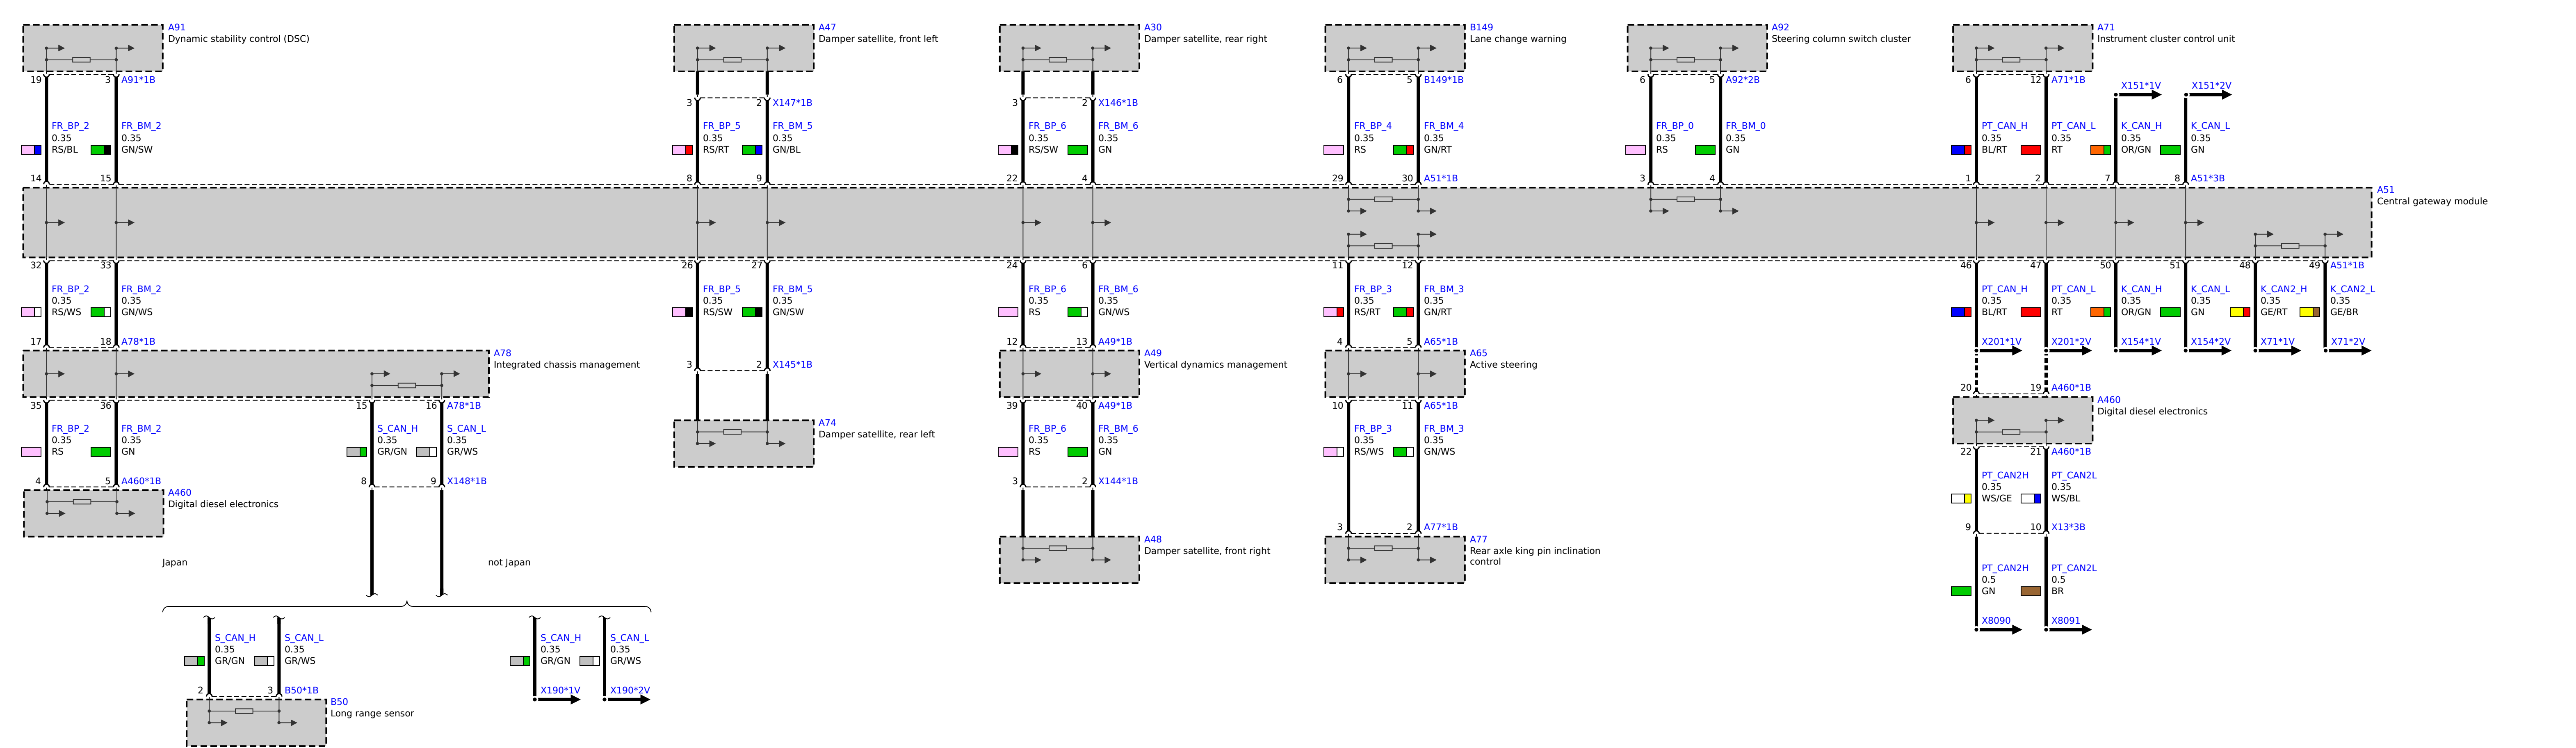 A91
Dynamic stability control (DSC)
A47
Damper satellite, front left
A30
Damper satellite, rear right
B149
Lane change warning
A92
Steering column switch cluster
A71
Instrument cluster control unit
19 3 A91*1B
6 5 B149*1B
6 5 A92*2B
6 12 A71*1B
X151*1V X151*2V
3 2 X147*1B
3 2 X146*1B
FR_BP_2 FR_BM_2 FR_BP_5 FR_BM_5 FR_BP_6 FR_BM_6 FR_BP_4 FR_BM_4 FR_BP_0 FR_BM_0 PT_CAN_H PT_CAN_L K_CAN_H K_CAN_L
0.35 0.35 0.35 0.35 0.35 0.35 0.35 0.35 0.35 0.35 0.35 0.35 0.35 0.35
RS/BL GN/SW RS/RT GN/BL RS/SW GN RS GN/RT RS GN BL/RT RT OR/GN GN
14 15 8 9 22 4 29 30 A51*1B 3 4 1 2 7 8 A51*3B
A51
Central gateway module
32 33 26 27 24 6 11 12 46 47 50 51 48 49 A51*1B
FR_BP_2 FR_BM_2 FR_BP_5 FR_BM_5 FR_BP_6 FR_BM_6 FR_BP_3 FR_BM_3 PT_CAN_H PT_CAN_L K_CAN_H K_CAN_L K_CAN2_H K_CAN2_L
0.35 0.35 0.35 0.35 0.35 0.35 0.35 0.35 0.35 0.35 0.35 0.35 0.35 0.35
RS/WS GN/WS RS/SW GN/SW RS GN/WS RS/RT GN/RT BL/RT RT OR/GN GN GE/RT GE/BR
17 18 A78*1B
12 13 A49*1B
4 5 A65*1B
X201*1V X201*2V X154*1V X154*2V X71*1V X71*2V
A78
Integrated chassis management
3 2 X145*1B
A49
Vertical dynamics management
A65
Active steering
20 19 A460*1B
A460
Digital diesel electronics
35 36 15 16 A78*1B
39 40 A49*1B
10 11 A65*1B
A74
Damper satellite, rear left
FR_BP_2 FR_BM_2 S_CAN_H S_CAN_L FR_BP_6 FR_BM_6 FR_BP_3 FR_BM_3
0.35 0.35 0.35 0.35 0.35 0.35 0.35 0.35
RS GN GR/GN GR/WS RS GN RS/WS GN/WS
22 21 A460*1B
PT_CAN2H PT_CAN2L
0.35 0.35
WS/GE WS/BL
4 5 A460*1B
8 9 X148*1B
3 2 X144*1B
A460
Digital diesel electronics
3 2 A77*1B
9 10 X13*3B
A48
Damper satellite, front right
A77
Rear axle king pin inclination
control
Japan not Japan
PT_CAN2H PT_CAN2L
0.5 0.5
GN BR
X8090 X8091
S_CAN_H S_CAN_L S_CAN_H S_CAN_L
0.35 0.35 0.35 0.35
GR/GN GR/WS GR/GN GR/WS
2 3 B50*1B
X190*1V X190*2V
B50
Long range sensor